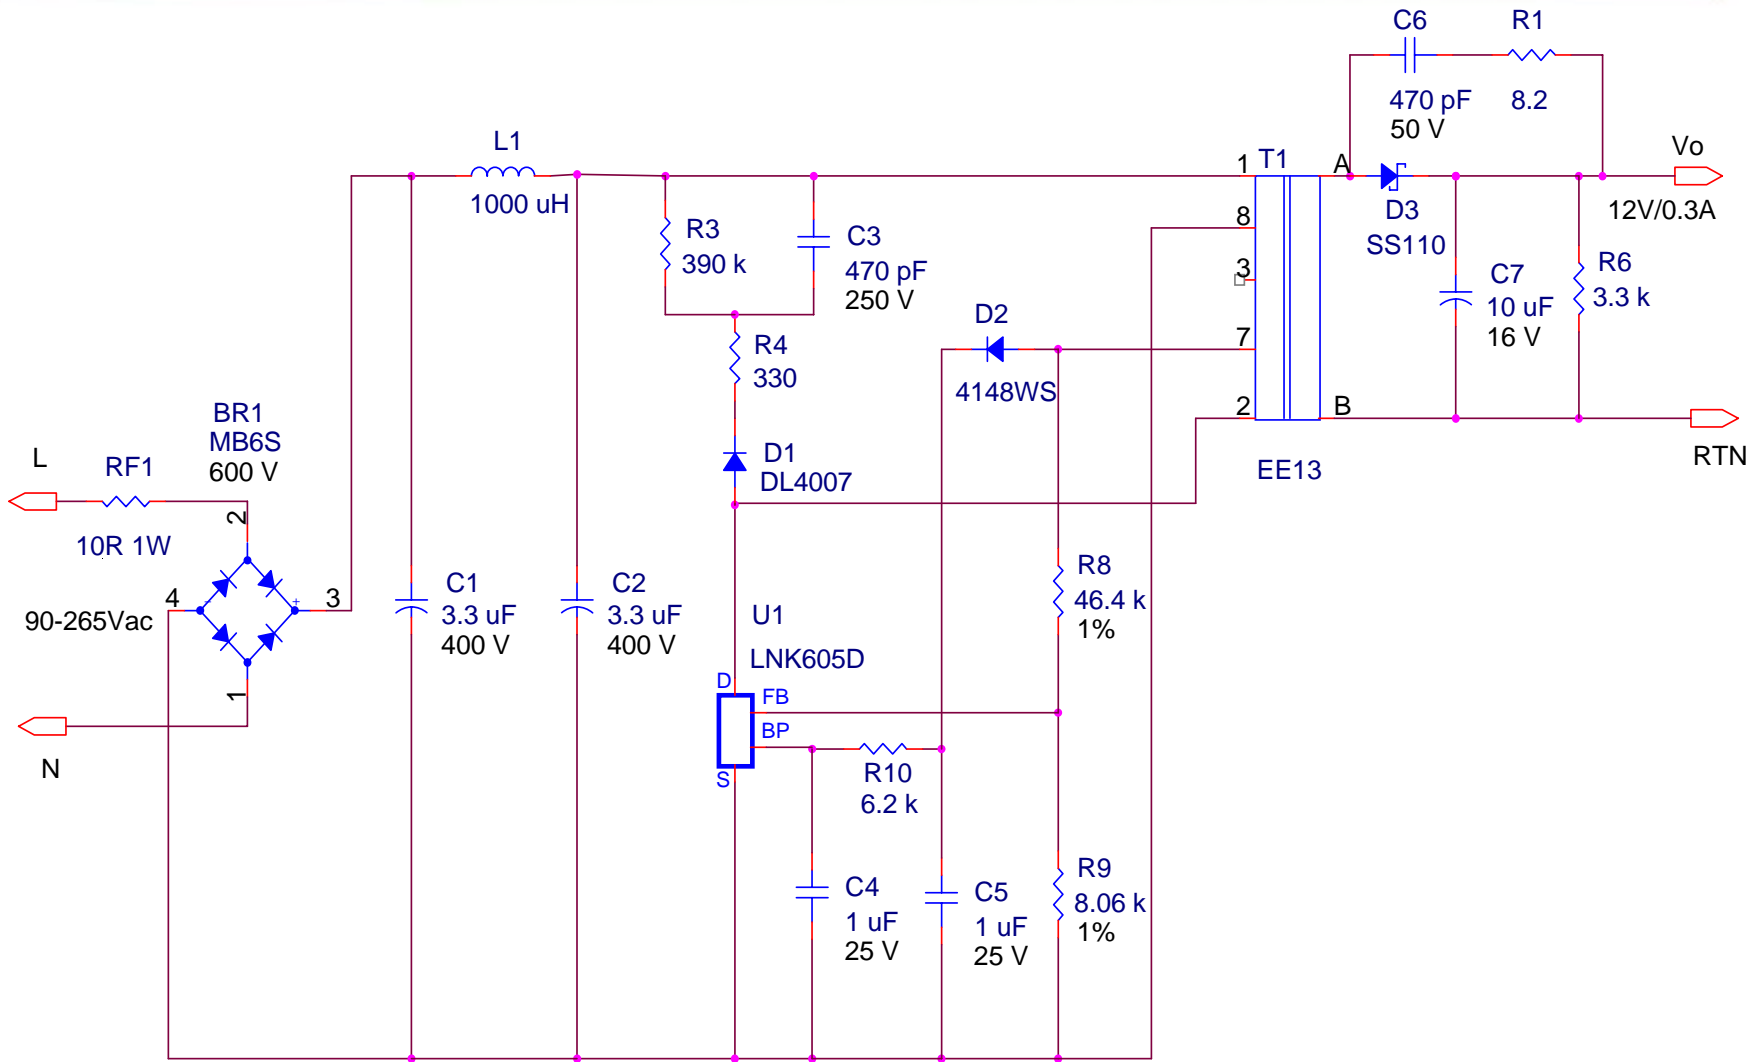 C6
R1
470 pF
8.2
50 V
Vo
L1
1
T1
A
1000 uH
12V/0.3A
8
D3
SS110
R3
390 k
C3
470 pF
250 V
3
C7
10 uF
16 V
R6
3.3 k
D2
7
R4
330
4148WS
2
B
BR1
MB6S
600 V
L
RF1
D1
DL4007
EE13
RTN
2
10R 1W
4
-
+
3
90-265Vac
C1
3.3 uF
400 V
C2
3.3 uF
400 V
U1
LNK605D
R8
46.4 k
1%
1
D
FB
BP
S
N
R10
6.2 k
C4
1 uF
25 V
C5
1 uF
25 V
R9
8.06 k
1%